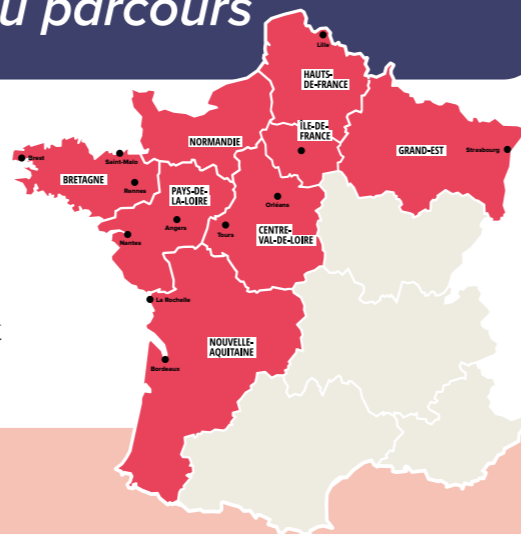 u parcours
Lille
HAUTS-
DE-FRANCE
NORMANDIE
ÎLE-DE-
FRANCE
GRAND-EST
Strasbourg
Brest
Saint-Malo
BRETAGNE
Rennes
PAYS-DE-
LA-LOIRE
Orléans
Angers
Tours
CENTRE-
VAL-DE-LOIRE
Nantes
La Rochelle
NOUVELLE-
AQUITAINE
Bordeaux